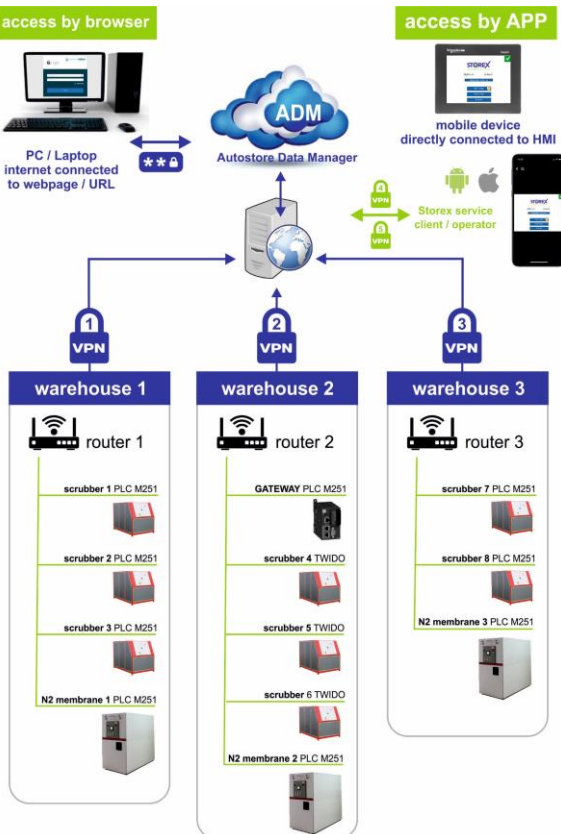 access by browser
access by APP
STOREX
ADM
Autostore Data Manager
mobile device
directly connected to HMI
PC / Laptop
internet connected
to webpage / URL
**
4
VPN
5
VPN
Storex service
client / operator
STOREX
1
VPN
2
VPN
3
VPN
warehouse 1
warehouse 2
warehouse 3
router 1
router 2
router 3
scrubber 1 PLC M251
scrubber 2 PLC M251
scrubber 3 PLC M251
N2 membrane 1 PLC M251
GATEWAY PLC M251
scrubber 4 TWIDO
scrubber 5 TWIDO
scrubber 6 TWIDO
N2 membrane 2 PLC M251
scrubber 7 PLC M251
scrubber 8 PLC M251
N2 membrane 3 PLC M251